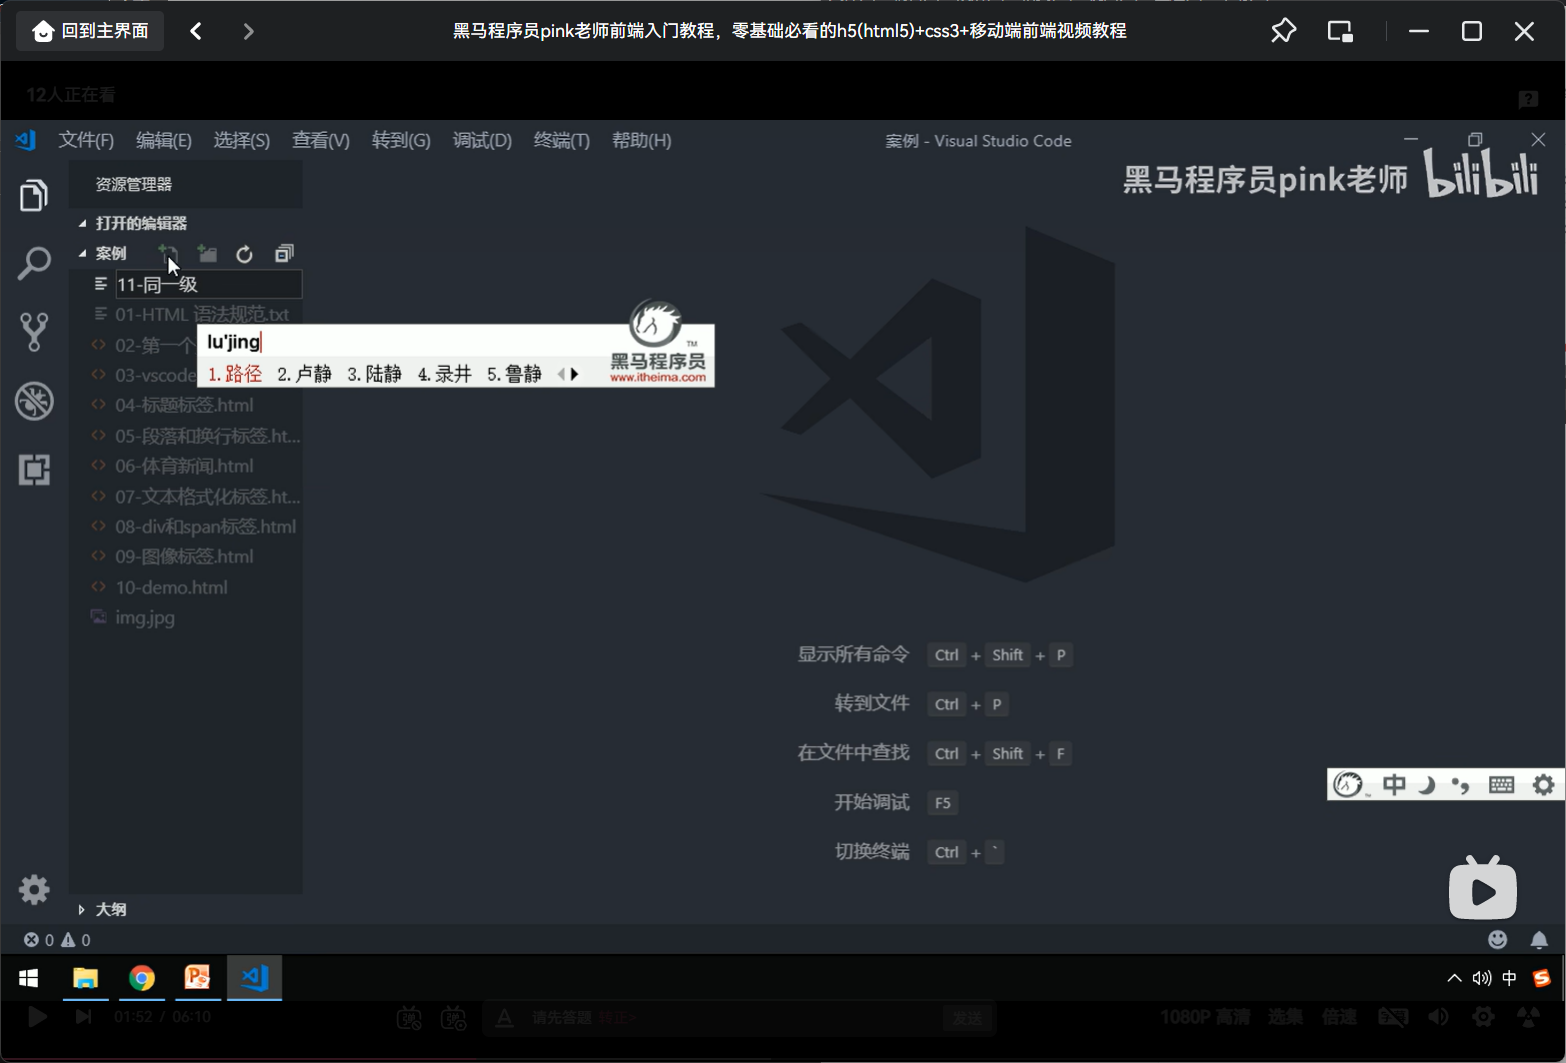 回到主界面
黑马程序员pink老师前端入门教程，零基础必看的h5(html5)+css3+移动端前端视频教程
12人正在看
文件(F) 编辑(E) 选择(S) 查看(V) 转到(G) 调试(D) 终端(T) 帮助(H)
案例 - Visual Studio Code
黑马程序员pink老师 bilibili
资源管理器
打开的编辑器
案例
11-同一级
01-HTML 语法规范.txt
lu'jing
02-第一个
黑马程序员
TM
03-vscode
1.路径 2.卢静 3.陆静 4.录井 5.鲁静
www.itheima.com
04-标题标签.html
05-段落和换行标签.ht...
06-体育新闻.html
07-文本格式化标签.ht...
08-div和span标签.html
09-图像标签.html
10-demo.html
img.jpg
显示所有命令 Ctrl + Shift + P
转到文件 Ctrl + P
在文件中查找 Ctrl + Shift + F
开始调试 F5
切换终端 Ctrl + `
中
大纲
0 0
中
01:52 / 06:10
请先答题 转正>
发送
1080P 高清 选集 倍速